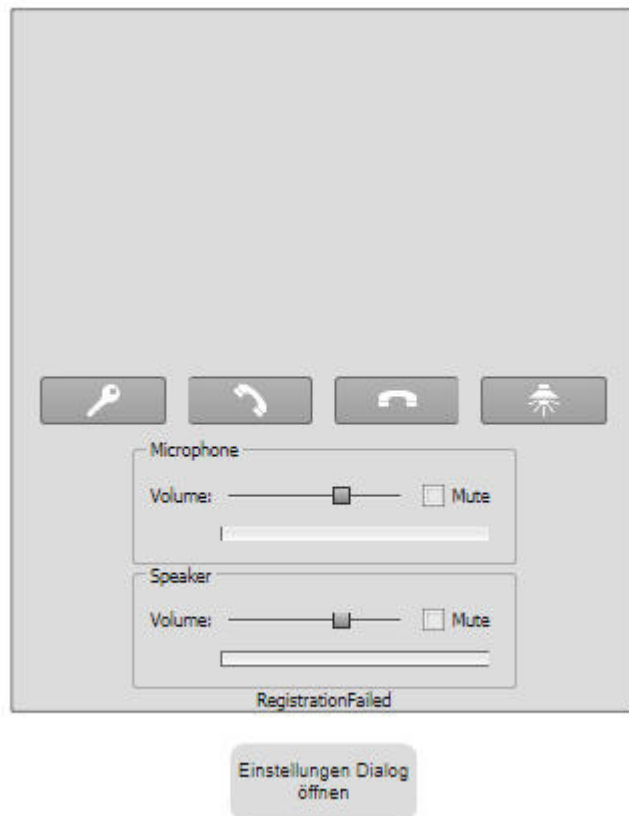 Microphone
Volume: Mute
Speaker
Volume: Mute
RegistrationFailed
Einstellungen Dialog
öffnen